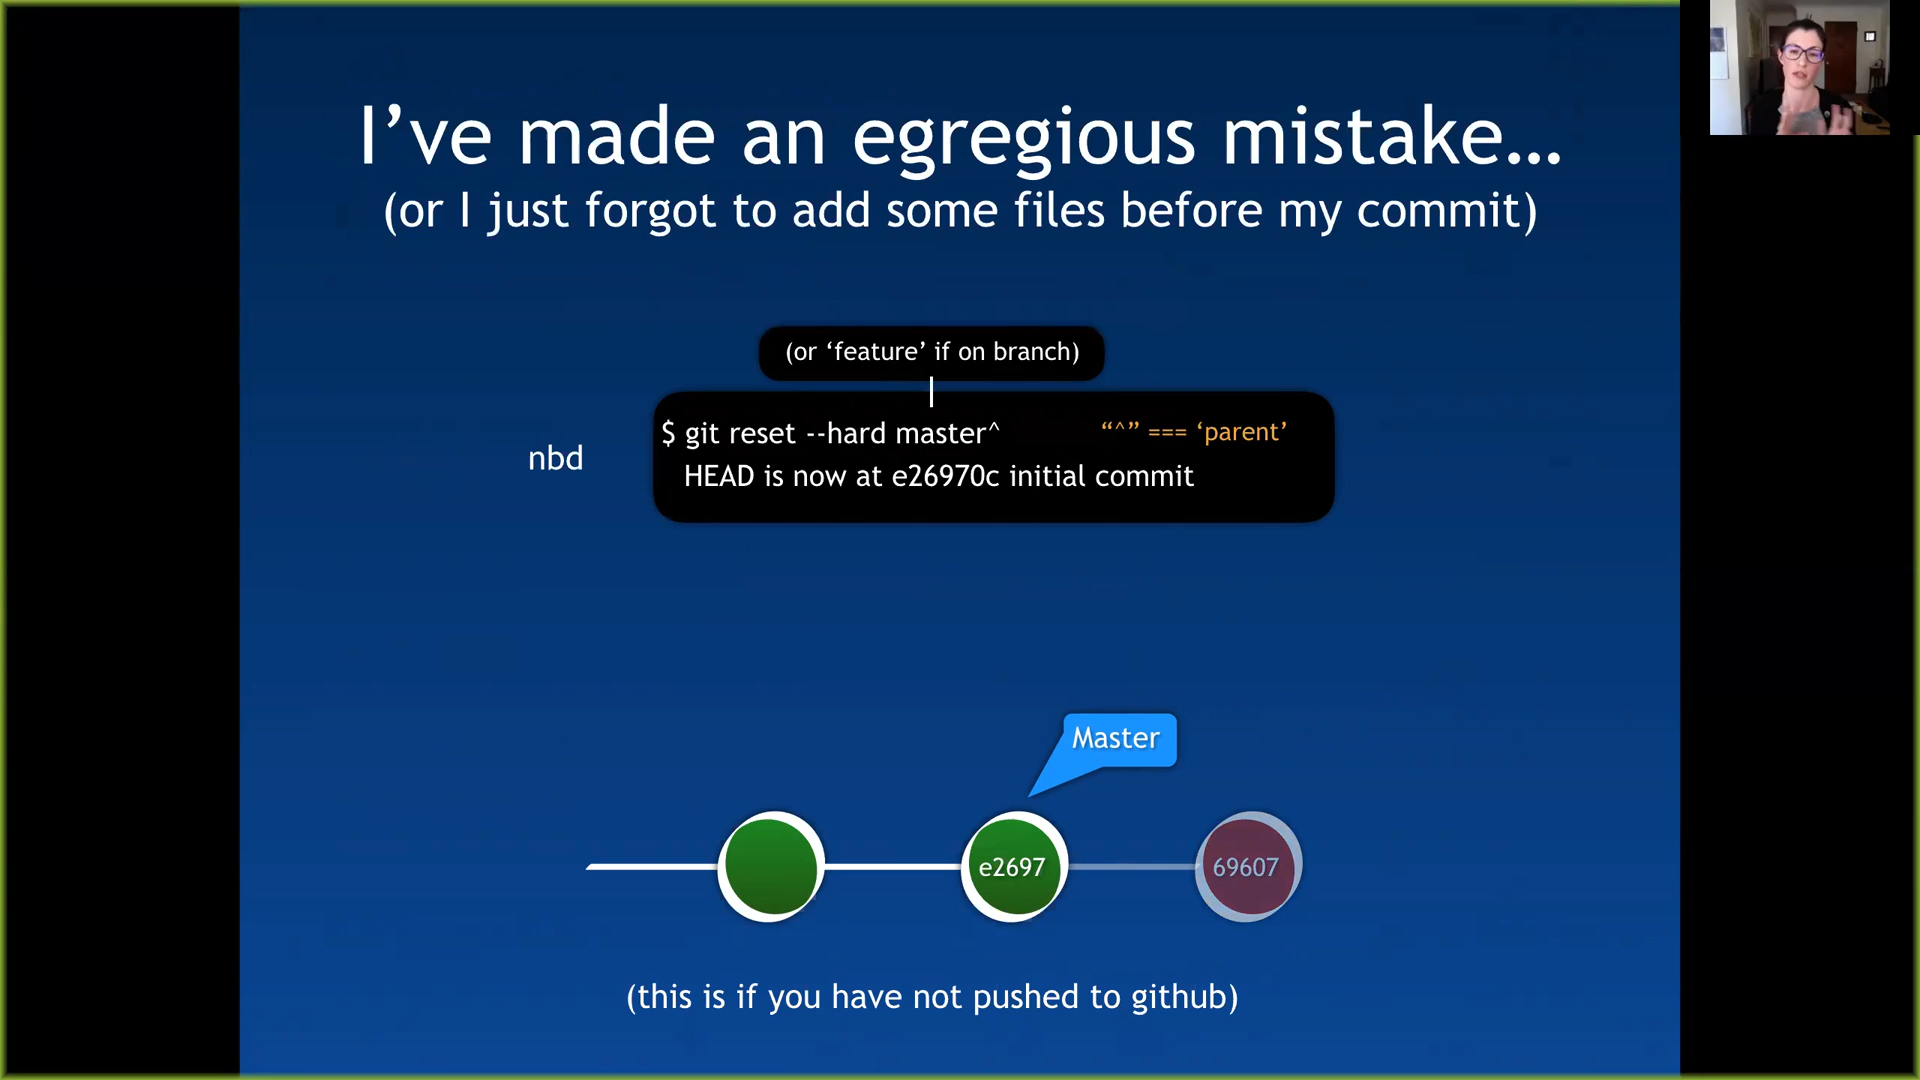 I’ve made an egregious mistake…
(or I just forgot to add some files before my commit)
(or ‘feature’ if on branch)
$ git reset --hard master^
“^” === ‘parent’
nbd
HEAD is now at e26970c initial commit
Master
e2697
69607
(this is if you have not pushed to github)